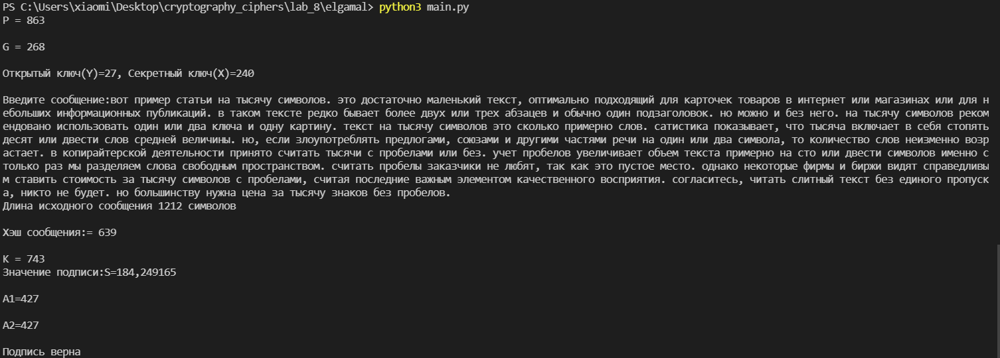 PS C:\Users\xiaomi\Desktop\cryptography_ciphers\lab_8\elgamal> python3 main.py
P = 863
G = 268
Открытый ключ(Y)=27, Секретный ключ(X)=240
Введите сообщение:вот пример статьи на тысячу символов. это достаточно маленький текст, оптимально подходящий для карточек товаров в интернет или магазинах или для н
ебольших информационных публикаций. в таком тексте редко бывает более двух или трех абзацев и обычно один подзаголовок. но можно и без него. на тысячу символов реком
ендовано использовать один или два ключа и одну картину. текст на тысячу символов это сколько примерно слов. сатистика показывает, что тысяча включает в себя стопять
десят или двести слов средней величины. но, если злоупотреблять предлогами, союзами и другими частями речи на один или два символа, то количество слов неизменно возр
астает. в копирайтерской деятельности принято считать тысячи с пробелами или без. учет пробелов увеличивает объем текста примерно на сто или двести символов именно с
только раз мы разделяем слова свободным пространством. считать пробелы заказчики не любят, так как это пустое место. однако некоторые фирмы и биржи видят справедливы
м ставить стоимость за тысячу символов с пробелами, считая последние важным элементом качественного восприятия. согласитесь, читать слитный текст без единого пропуск
а, никто не будет. но большинству нужна цена за тысячу знаков без пробелов.
Длина исходного сообщения 1212 символов
Хэш сообщения:= 639
K = 743
Значение подписи:S=184,249165
A1=427
A2=427
Подпись верна